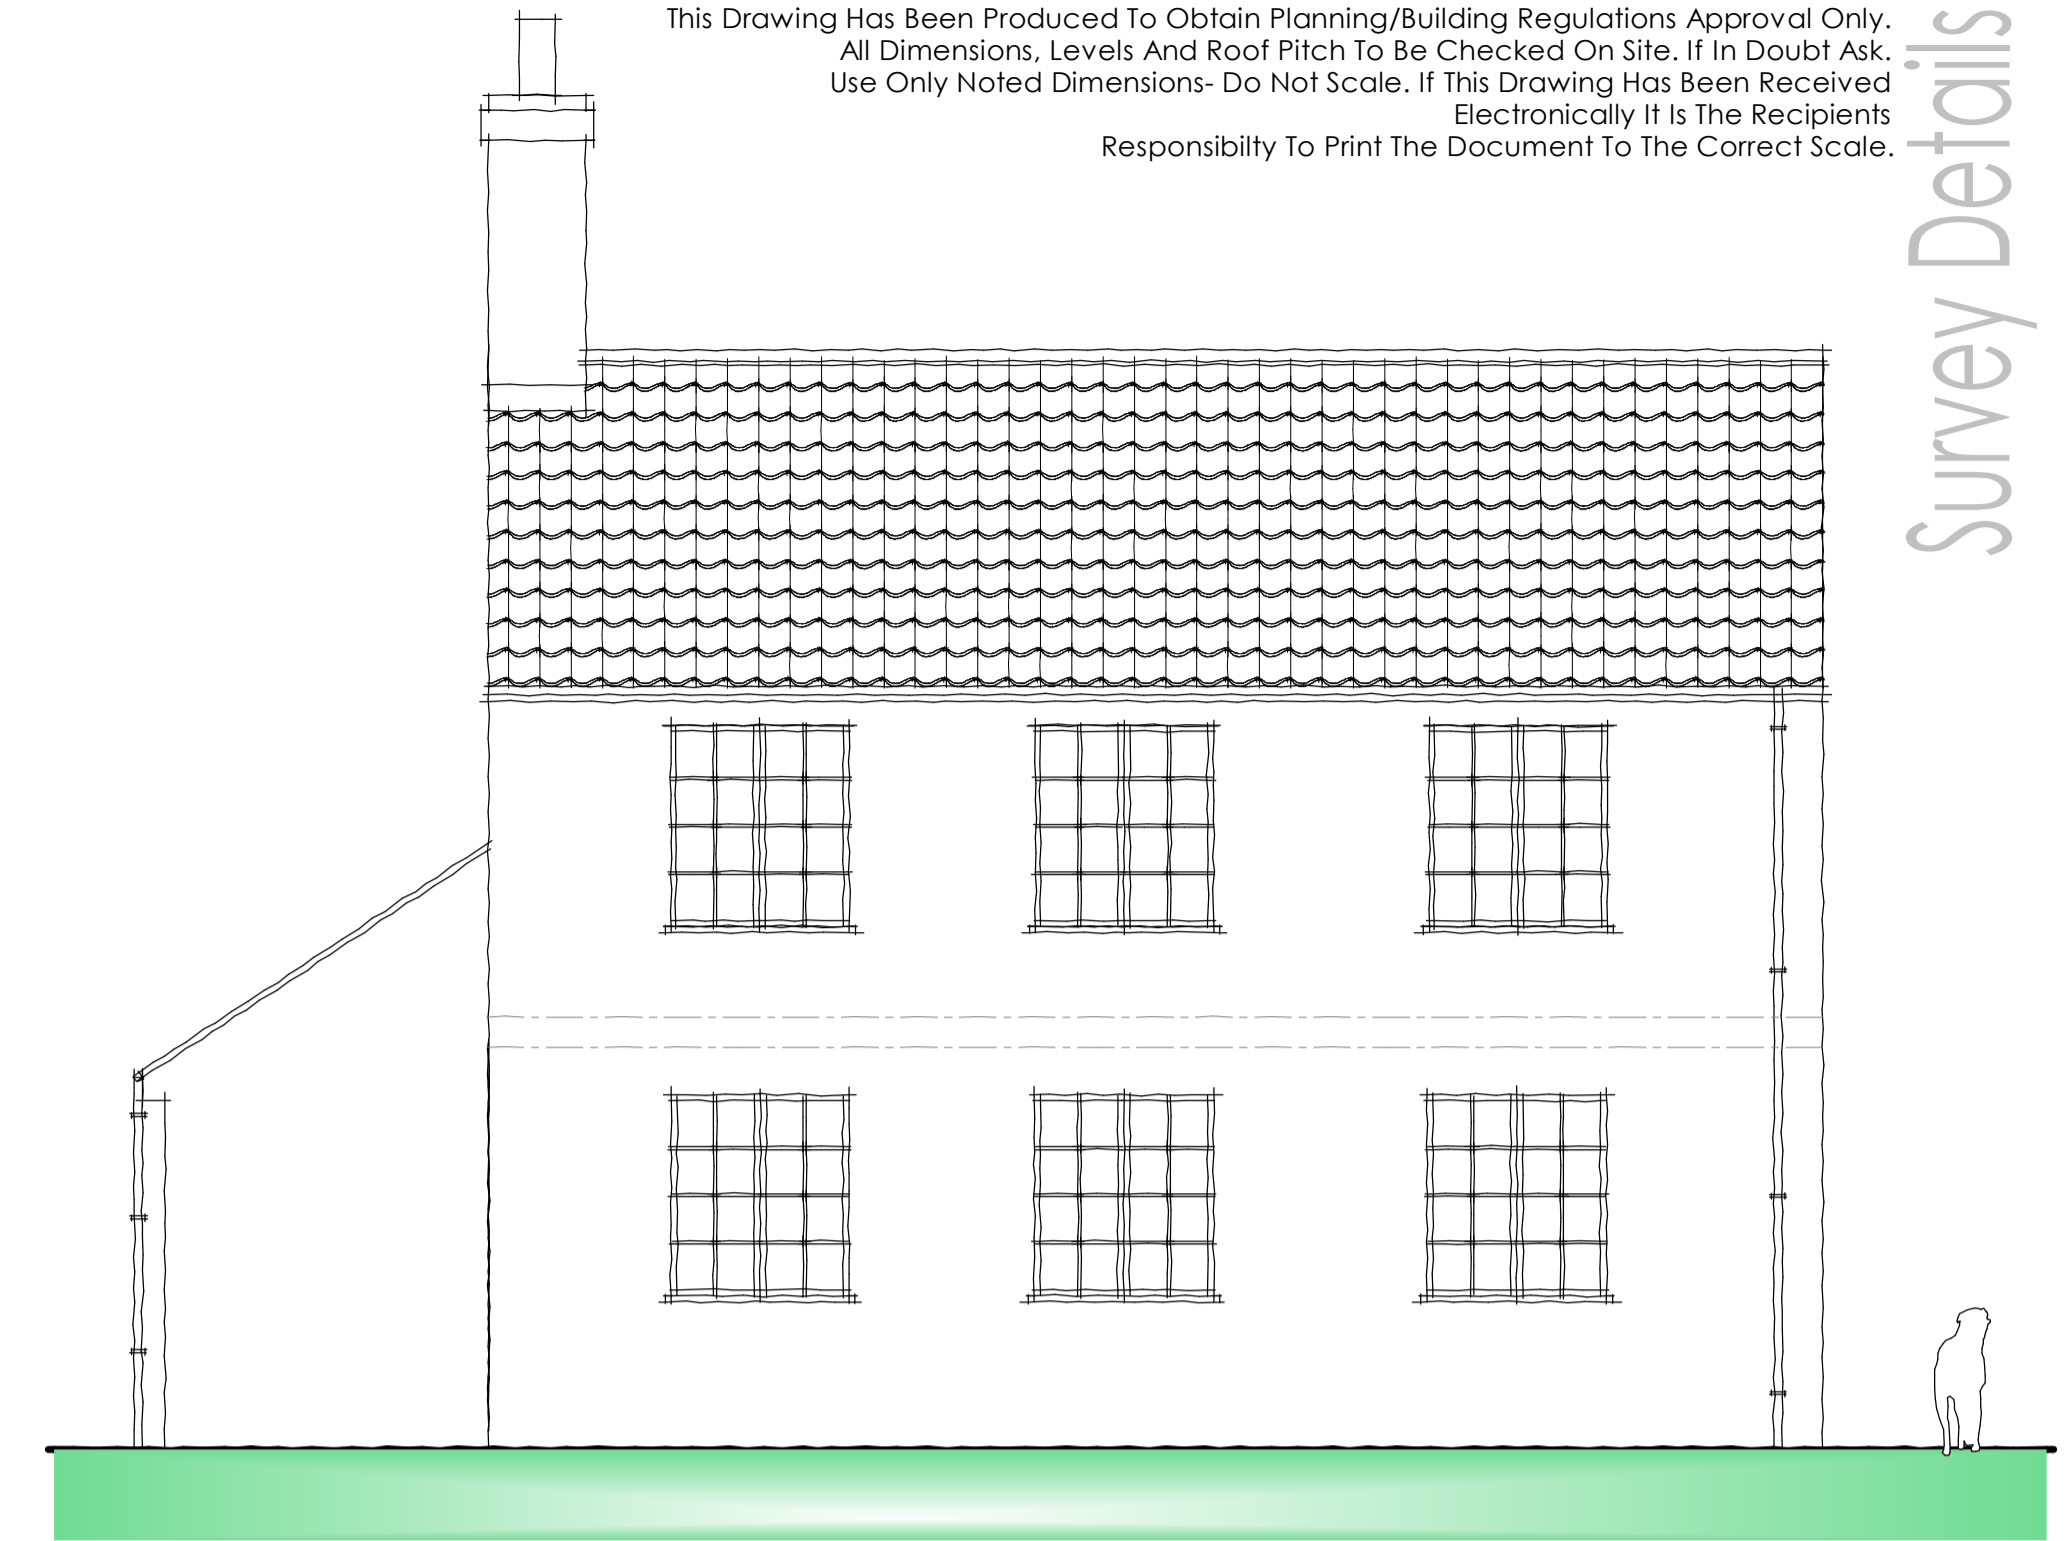 This Drawing Has Been Produced To Obtain Planning/Building Regulations Approval Only.
All Dimensions, Levels And Roof Pitch To Be Checked On Site. If In Doubt Ask.
Use Only Noted Dimensions- Do Not Scale. If This Drawing Has Been Received
Electronically It Is The Recipients
Responsibilty To Print The Document To The Correct Scale.
Survey Details